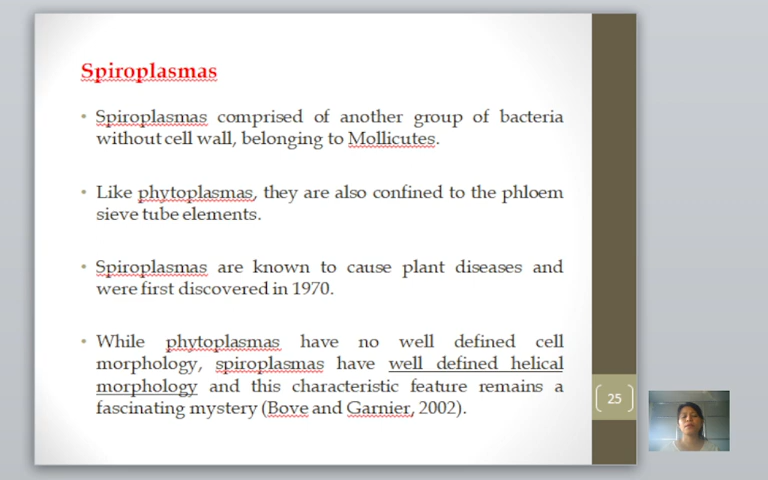 Spiroplasmas
• Spiroplasmas comprised of another group of bacteria
without cell wall, belonging to Mollicutes.
• Like phytoplasmas, they are also confined to the phloem
sieve tube elements.
• Spiroplasmas are known to cause plant diseases and
were first discovered in 1970.
• While phytoplasmas have no well defined cell
morphology, spiroplasmas have well defined helical
morphology and this characteristic feature remains a
fascinating mystery (Bove and Garnier, 2002).
25